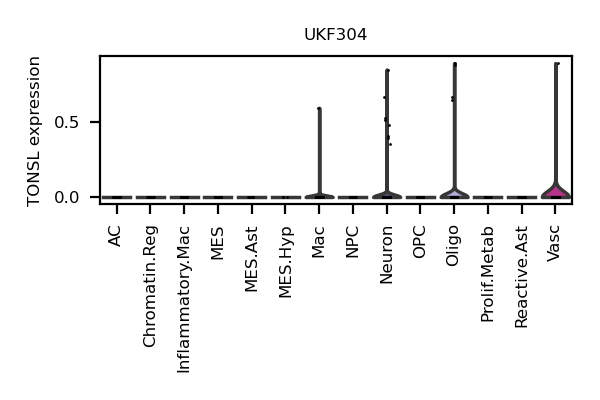 UKF304
TONSL expression
0.5
0.0
AC
Chromatin.Reg
Inflammatory.Mac
MES
MES.Ast
MES.Hyp
Mac
NPC
Neuron
OPC
Oligo
Prolif.Metab
Reactive.Ast
Vasc